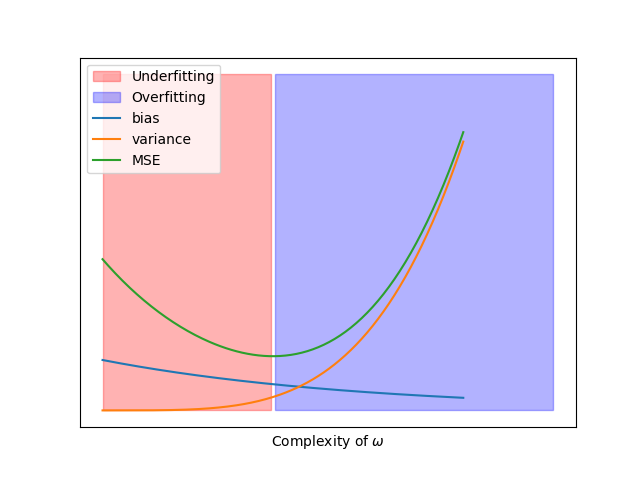 Underfitting
Overfitting
bias
variance
MSE
Complexity of ω